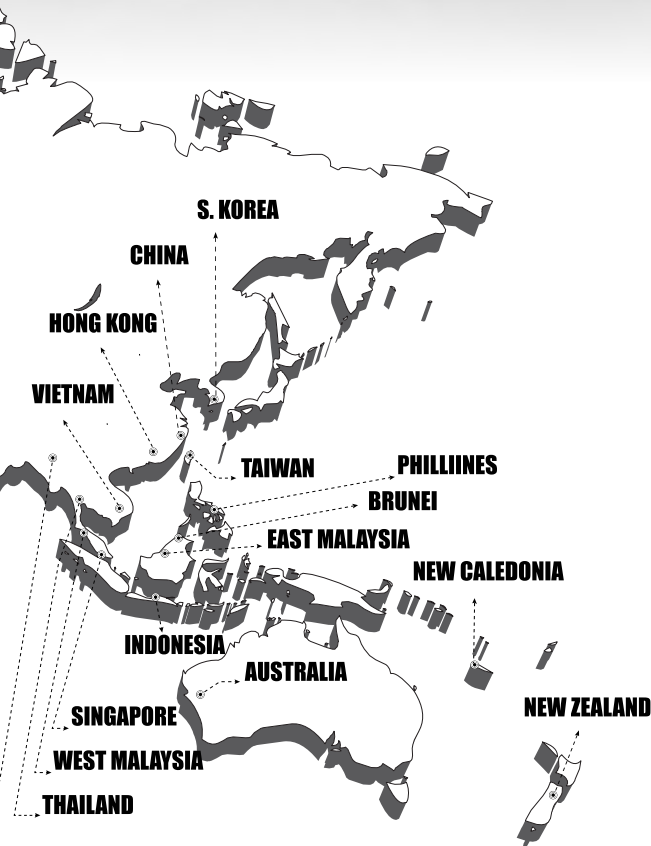 S. KOREA
CHINA
HONG KONG
VIETNAM
TAIWAN
PHILLIINES
BRUNEI
EAST MALAYSIA
NEW CALEDONIA
INDONESIA
AUSTRALIA
SINGAPORE
NEW ZEALAND
WEST MALAYSIA
THAILAND